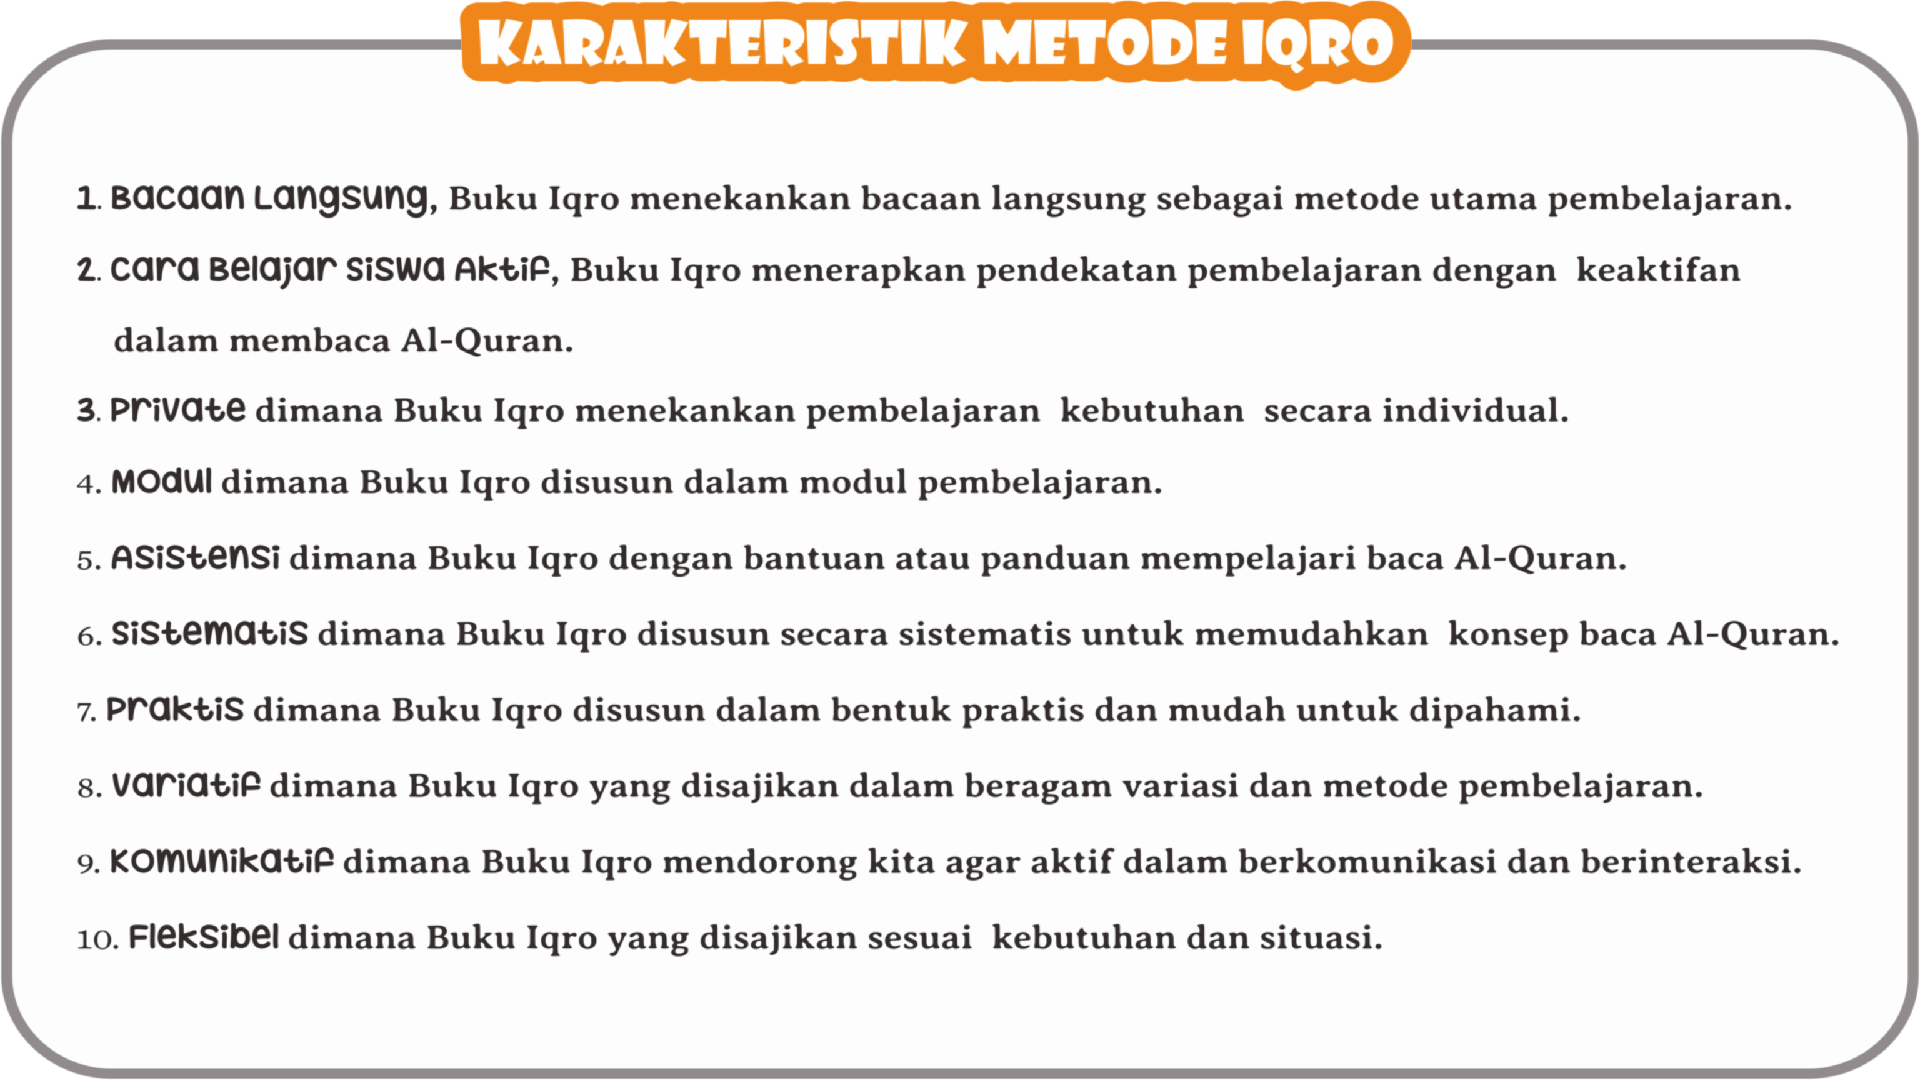 KARAKTERISTIK METODE IQRO
1. Bacaan Langsung, Buku Iqro menekankan bacaan langsung sebagai metode utama pembelajaran.
2. Cara Belajar Siswa Aktif, Buku Iqro menerapkan pendekatan pembelajaran dengan keaktifan
dalam membaca Al-Quran.
3. Private dimana Buku Iqro menekankan pembelajaran kebutuhan secara individual.
4. Modul dimana Buku Iqro disusun dalam modul pembelajaran.
5. Asistensi dimana Buku Iqro dengan bantuan atau panduan mempelajari baca Al-Quran.
6. Sistematis dimana Buku Iqro disusun secara sistematis untuk memudahkan konsep baca Al-Quran.
7. Praktis dimana Buku Iqro disusun dalam bentuk praktis dan mudah untuk dipahami.
8. Variatif dimana Buku Iqro yang disajikan dalam beragam variasi dan metode pembelajaran.
9. Komunikatif dimana Buku Iqro mendorong kita agar aktif dalam berkomunikasi dan berinteraksi.
10. Fleksibel dimana Buku Iqro yang disajikan sesuai kebutuhan dan situasi.